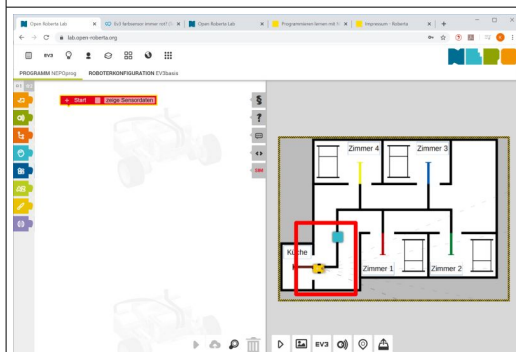 Open Roberta Lab
EV3 farbsensor immer rot? I
Open Roberta Lab
Programmieren lernen mit R
Impressum - Roberta
lab.open-roberta.org
EV3
PROGRAMM NEPOprog
ROBOTERKONFIGURATION EV3basis
Start
zeige Sensordaten
SIM
Zimmer 4
Zimmer 3
Küche
Zimmer 1
Zimmer 2
EV3